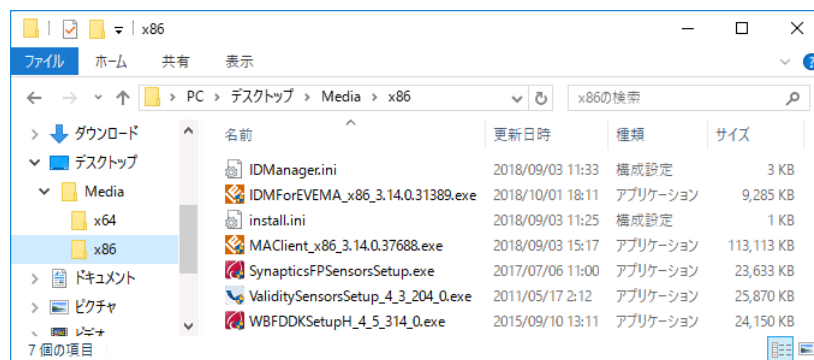 x86
ファイル ホーム 共有 表示
PC > デスクトップ > Media > x86 x86の検索
ダウンロード
デスクトップ
Media
x64
x86
ドキュメント
ピクチャ
ビデオ
名前 更新日時 種類 サイズ
IDManager.ini 2018/09/03 11:33 構成設定 3 KB
IDMForEVEMA_x86_3.14.0.31389.exe 2018/10/01 18:11 アプリケーション 9,285 KB
install.ini 2018/09/03 11:25 構成設定 1 KB
MAClient_x86_3.14.0.37688.exe 2018/09/03 15:17 アプリケーション 113,113 KB
SynapticsFPSensorsSetup.exe 2017/07/06 11:00 アプリケーション 23,633 KB
ValiditySensorsSetup_4_3_204_0.exe 2011/05/17 2:12 アプリケーション 25,870 KB
WBFDDKSetupH_4_5_314_0.exe 2015/09/10 13:11 アプリケーション 24,150 KB
7 個の項目